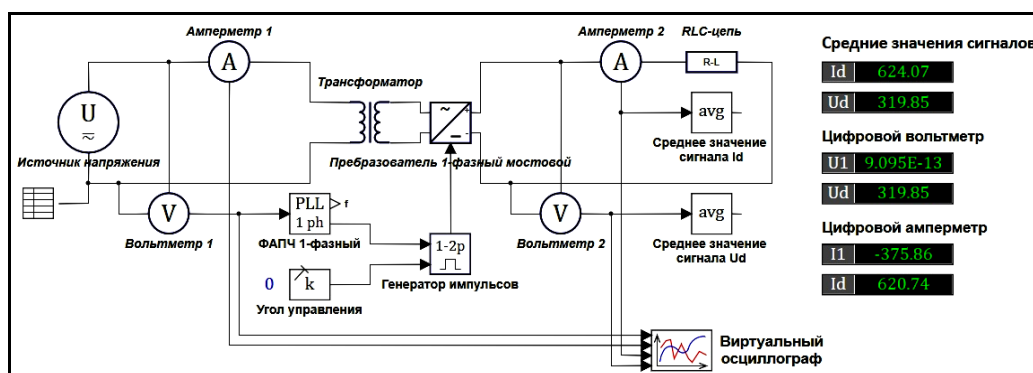 Амперметр 1
A
Трансформатор
U
Источник напряжения
V
Вольтметр 1
PLL
1 ph
f
ФАПЧ 1-фазный
0
k
Угол управления
1-2p
Генератор импульсов
Пребразователь 1-фазный мостовой
Амперметр 2
A
RLC-цепь
R-L
avg
Среднее значение
сигнала Id
V
Вольтметр 2
avg
Среднее значение
сигнала Ud
Виртуальный
осциллограф
Средние значения сигналов
Id 624.07
Ud 319.85
Цифровой вольтметр
U1 9.095E-13
Ud 319.85
Цифровой амперметр
I1 -375.86
Id 620.74